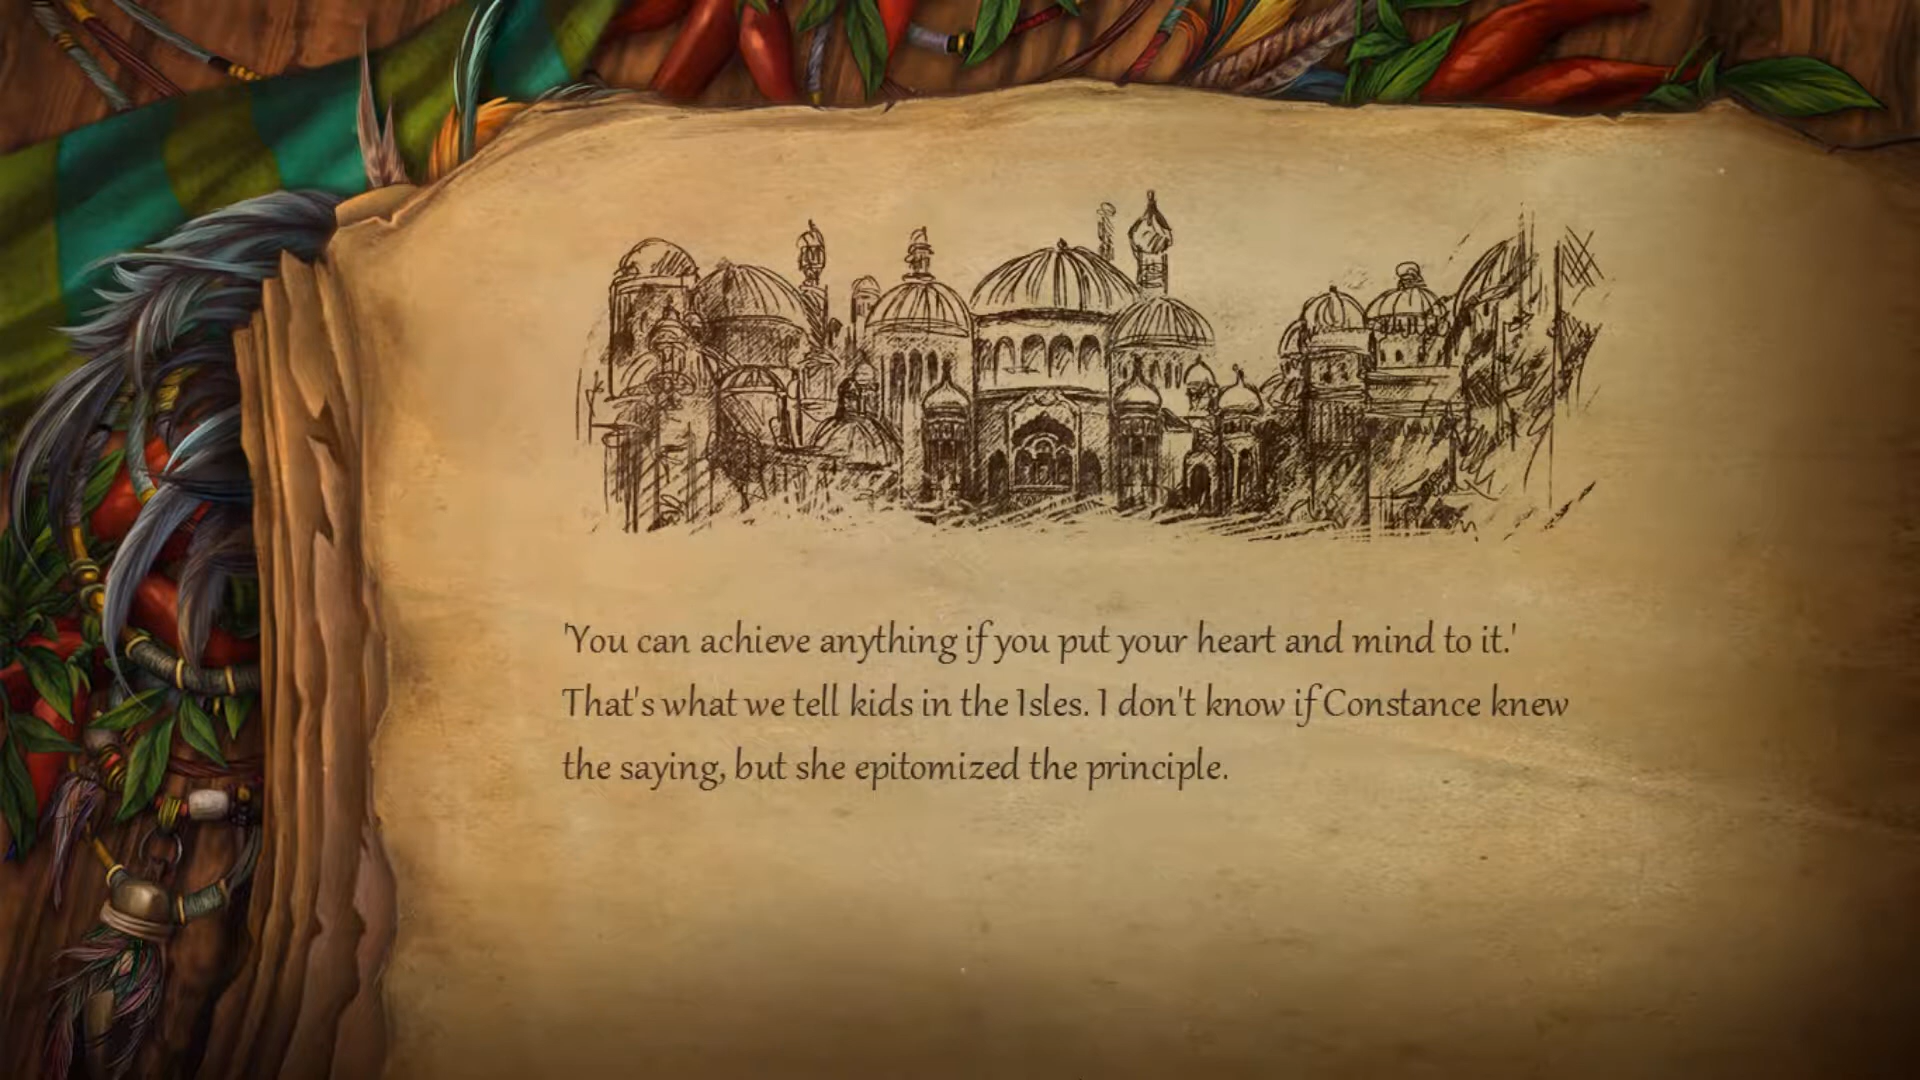 'You can achieve anything if you put your heart and mind to it.'
That's what we tell kids in the Isles. I don't know if Constance knew
the saying, but she epitomized the principle.